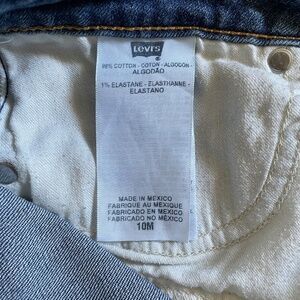 Levi's
99% COTTON - COTON - ALGODON -
ALGODÃO
1% ELASTANE - ELASTHANNE -
ELASTANO
MADE IN MEXICO
FABRIQUE AU MEXIQUE
FABRICADO EN MEXICO
FABRICADO NO MEXICO
10M